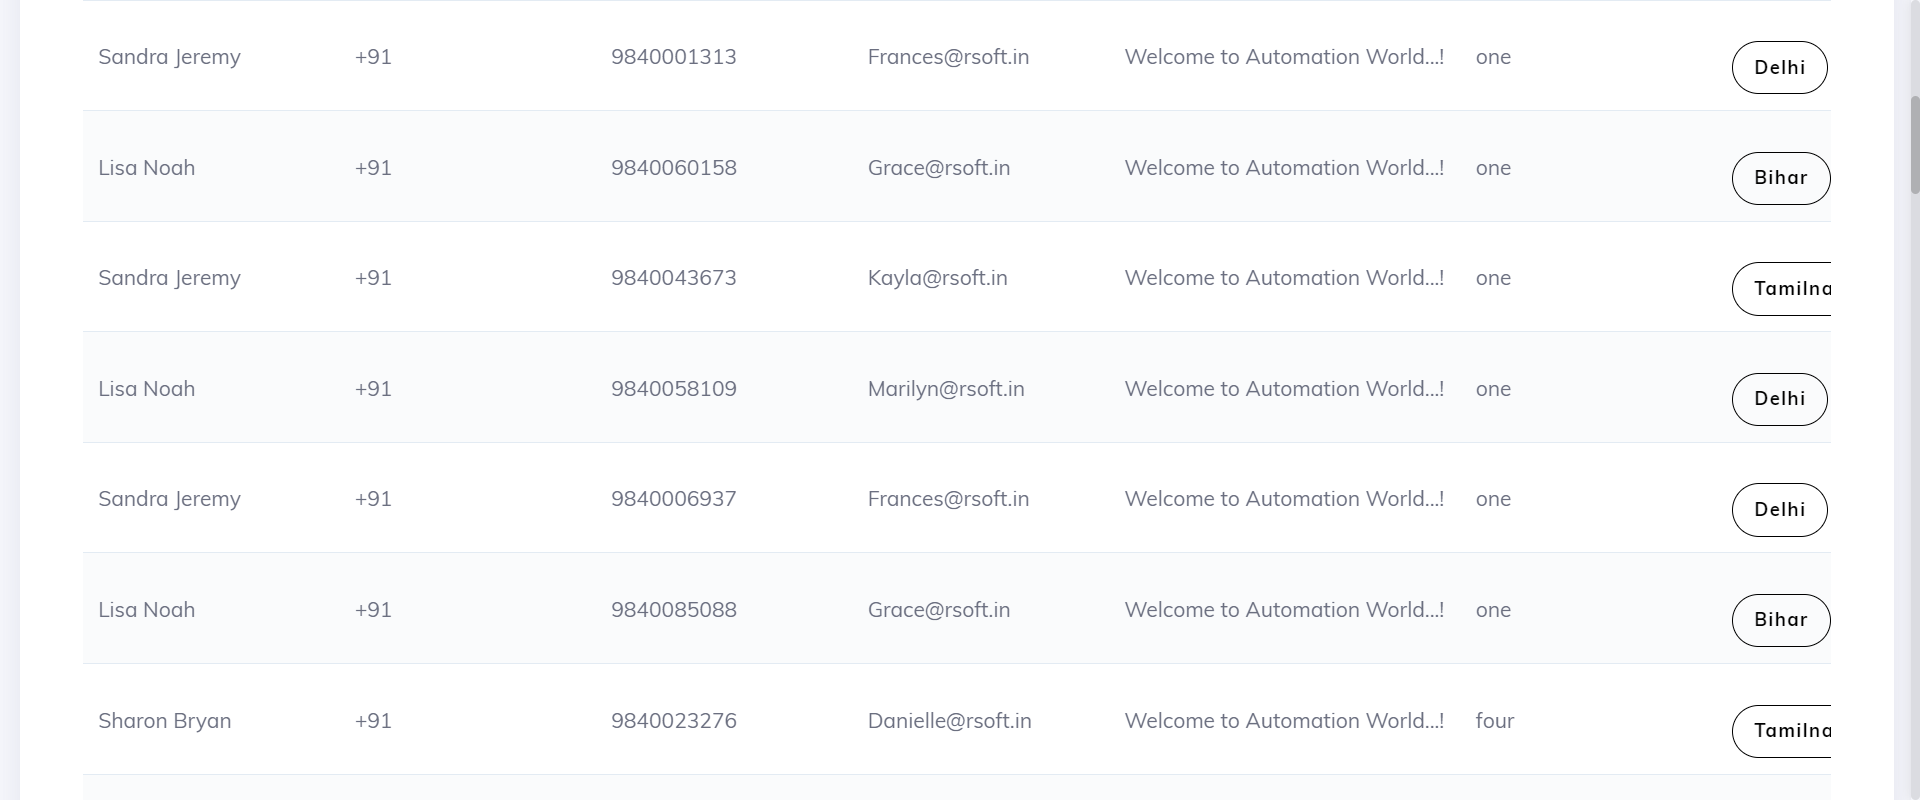 Sandra Jeremy +91 9840001313 Frances@rsoft.in Welcome to Automation World...! one Delhi
Lisa Noah +91 9840060158 Grace@rsoft.in Welcome to Automation World...! one Bihar
Sandra Jeremy +91 9840043673 Kayla@rsoft.in Welcome to Automation World...! one Tamilna
Lisa Noah +91 9840058109 Marilyn@rsoft.in Welcome to Automation World...! one Delhi
Sandra Jeremy +91 9840006937 Frances@rsoft.in Welcome to Automation World...! one Delhi
Lisa Noah +91 9840085088 Grace@rsoft.in Welcome to Automation World...! one Bihar
Sharon Bryan +91 9840023276 Danielle@rsoft.in Welcome to Automation World...! four Tamilna